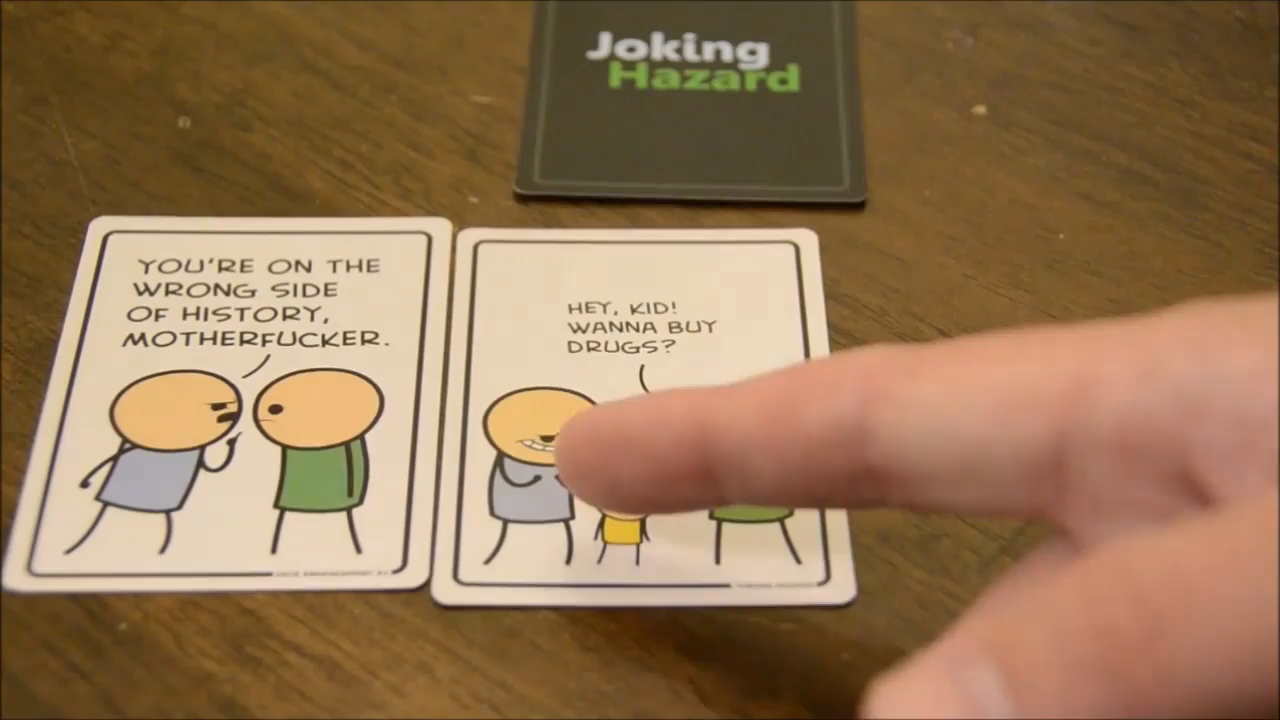 Joking
Hazard
YOU'RE ON THE
WRONG SIDE
OF HISTORY,
MOTHERFUCKER.
HEY, KID!
WANNA BUY
DRUGS?